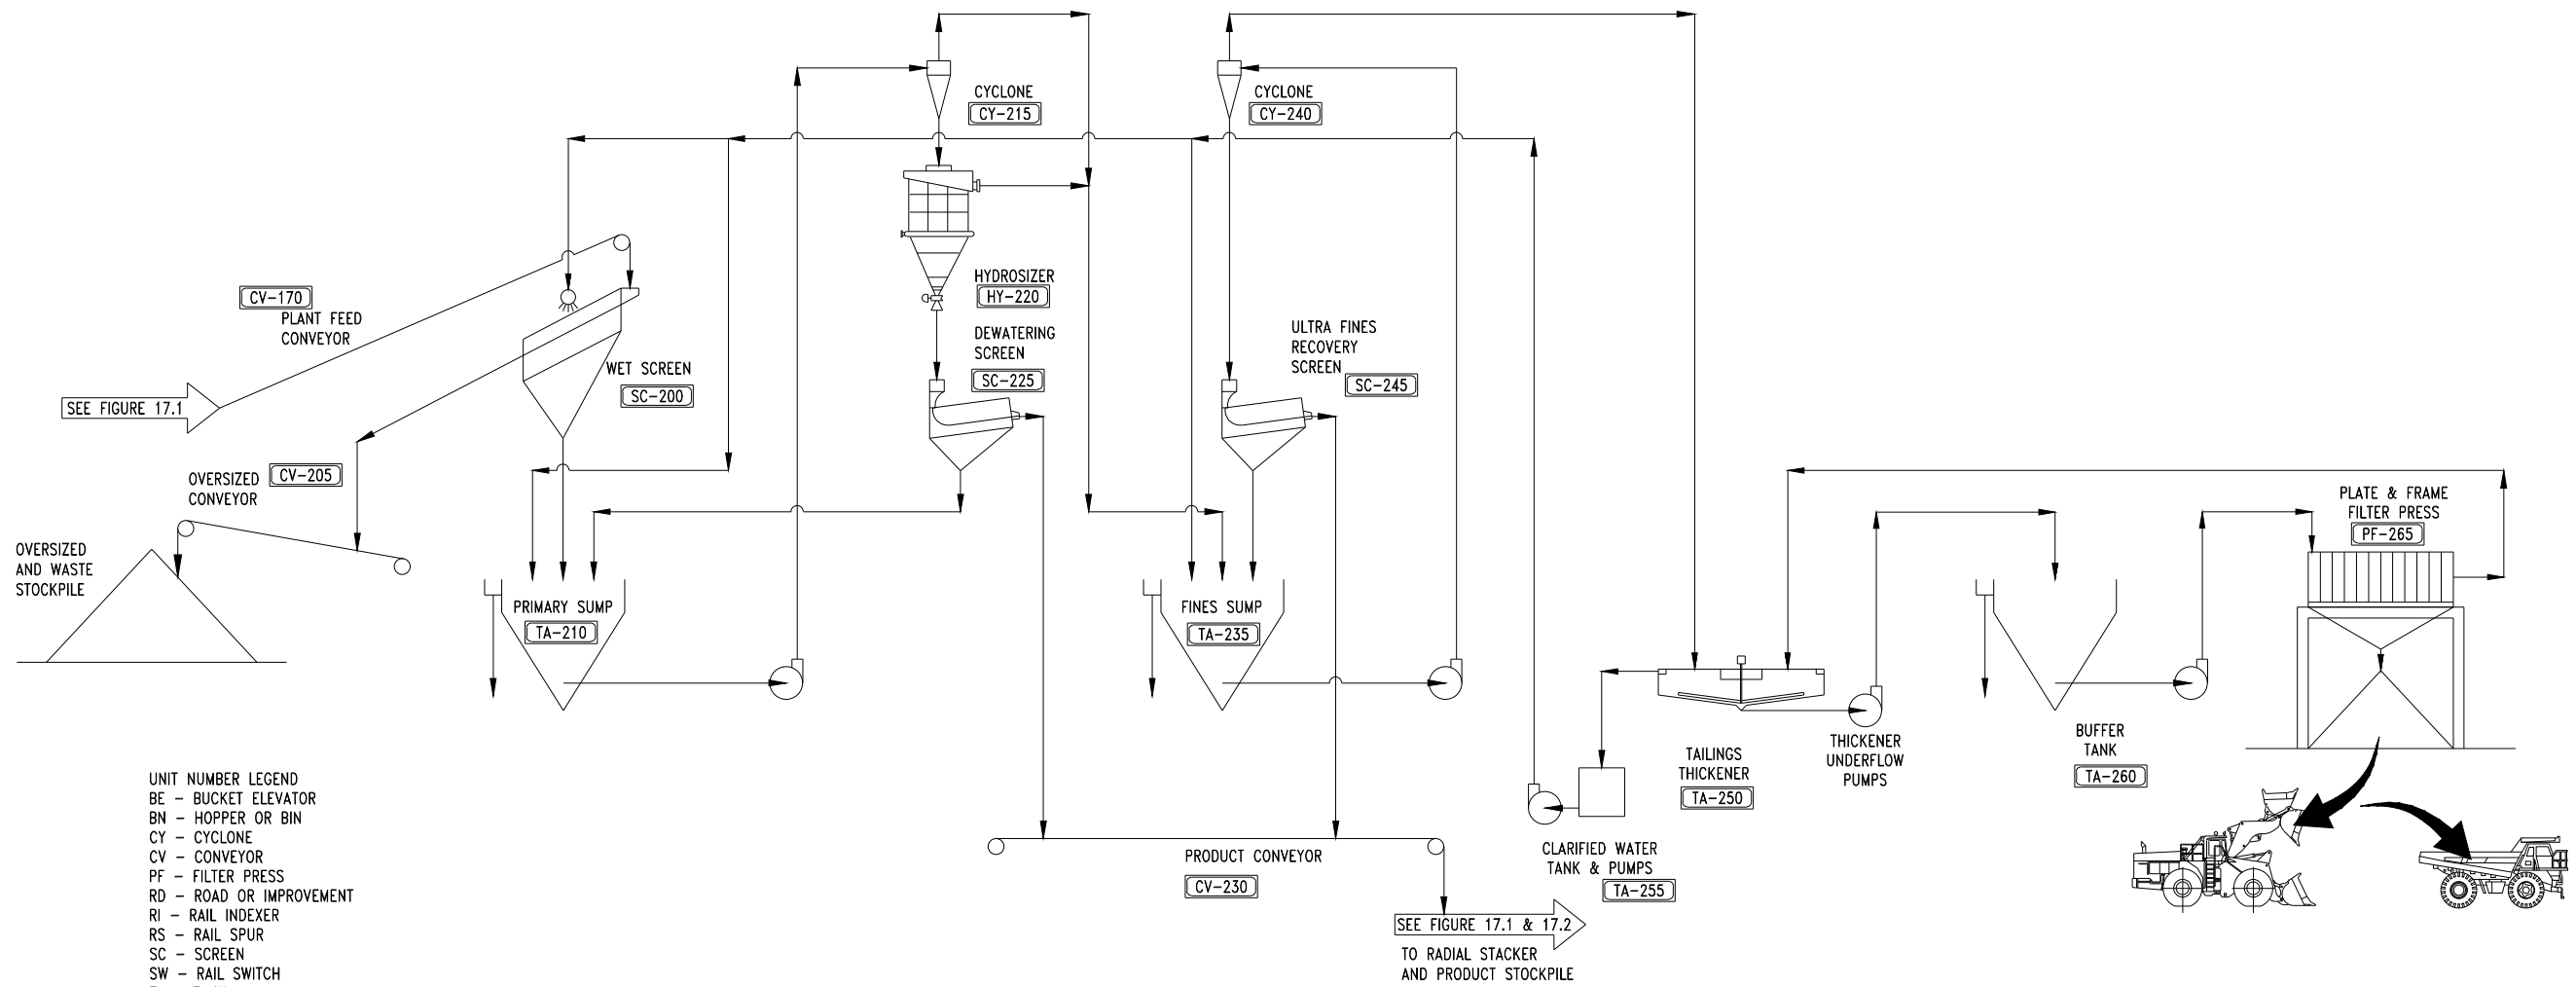 CYCLONE
CY-215
CYCLONE
CY-240
CV-170
PLANT FEED
CONVEYOR
HYDROSIZER
HY-220
DEWATERING
SCREEN
SC-225
ULTRA FINES
RECOVERY
SCREEN
SC-245
WET SCREEN
SC-200
SEE FIGURE 17.1
OVERSIZED
CONVEYOR
CV-205
PLATE & FRAME
FILTER PRESS
PF-265
OVERSIZED
AND WASTE
STOCKPILE
PRIMARY SUMP
TA-210
FINES SUMP
TA-235
TAILINGS
THICKENER
TA-250
THICKENER
UNDERFLOW
PUMPS
BUFFER
TANK
TA-260
PRODUCT CONVEYOR
CV-230
CLARIFIED WATER
TANK & PUMPS
TA-255
SEE FIGURE 17.1 & 17.2
TO RADIAL STACKER
AND PRODUCT STOCKPILE
UNIT NUMBER LEGEND
BE - BUCKET ELEVATOR
BN - HOPPER OR BIN
CY - CYCLONE
CV - CONVEYOR
PF - FILTER PRESS
RD - ROAD OR IMPROVEMENT
RI - RAIL INDEXER
RS - RAIL SPUR
SC - SCREEN
SW - RAIL SWITCH